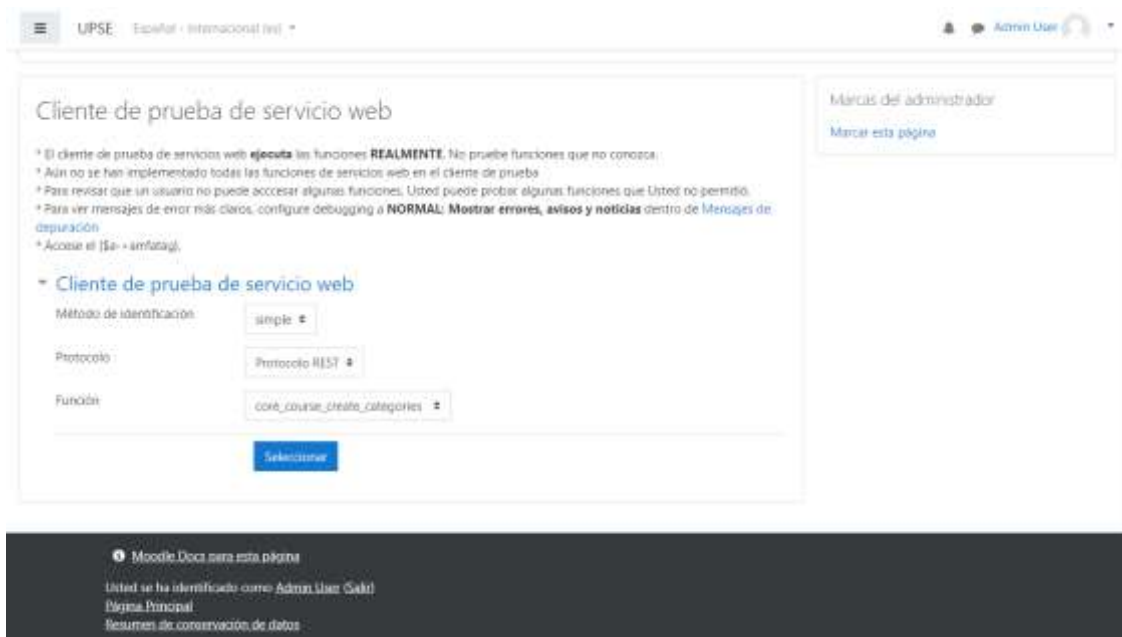 UPSE Español - Internacional (es)
Admin User
Cliente de prueba de servicio web
* El cliente de prueba de servicios web ejecuta las funciones REALMENTE. No pruebe funciones que no conozca.
* Aún no se han implementado todas las funciones de servicios web en el cliente de prueba
* Para revisar que un usuario no puede acccesar algunas funciones, Usted puede probar algunas funciones que Usted no permitió.
* Para ver mensajes de error más claros, configure debugging a NORMAL: Mostrar errores, avisos y noticias dentro de Mensajes de
depuración
* Accese el {$a->amfatag}.
Cliente de prueba de servicio web
Método de identificación
simple
Protocolo
Protocolo REST
Función
core_course_create_categories
Seleccionar
Marcas del administrador
Marcar esta página
Moodle Docs para esta página
Usted se ha identificado como Admin User (Salir)
Página Principal
Resumen de conservación de datos